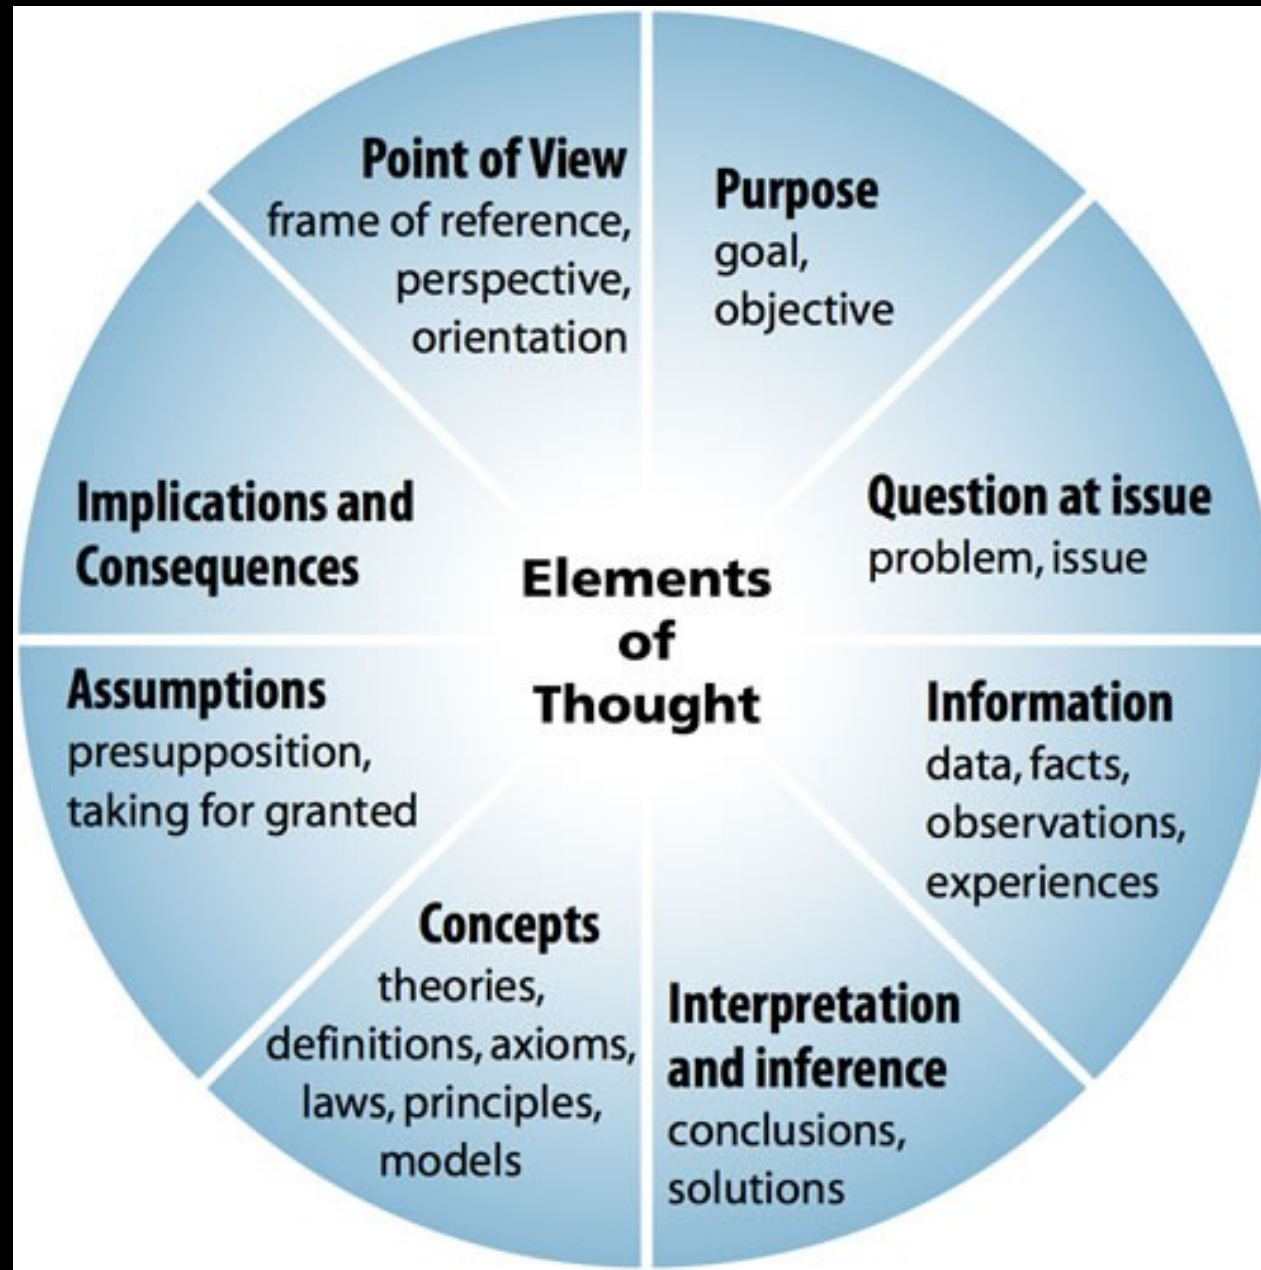 Point of View
frame of reference,
perspective,
orientation
Purpose
goal,
objective
Question at issue
problem, issue
Information
data, facts,
observations,
experiences
Interpretation
and inference
conclusions,
solutions
Concepts
theories,
definitions, axioms,
laws, principles,
models
Assumptions
presupposition,
taking for granted
Implications and
Consequences
Elements
of
Thought